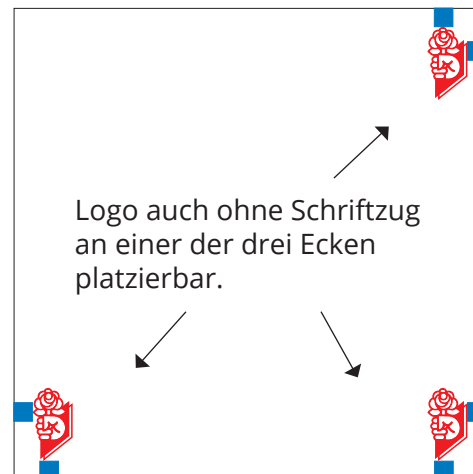 Logo auch ohne Schriftzug
an einer der drei Ecken
platzierbar.